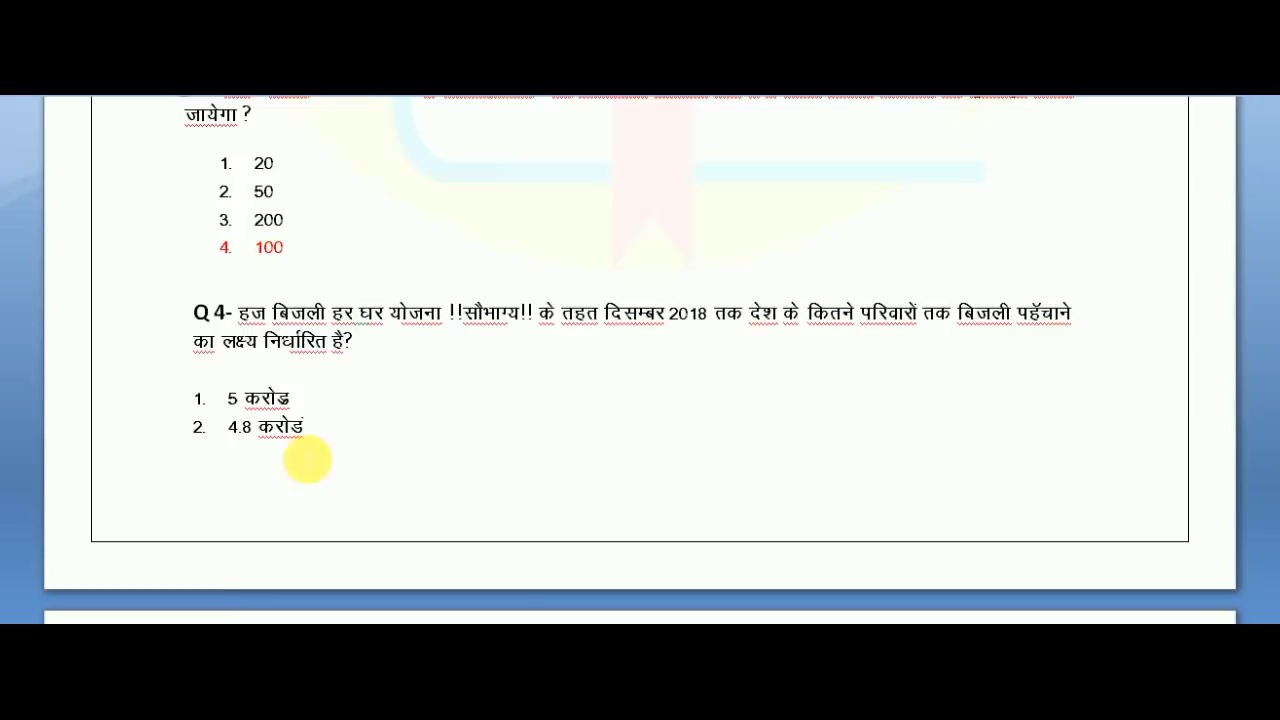 जायेगा ?
1. 20
2. 50
3. 200
4. 100
Q 4- हज बिजली हर घर योजना !!सौभाग्य!! के तहत दिसम्बर 2018 तक देश के कितने परिवारों तक बिजली पहॅचाने
का लक्ष्य निर्धारित है?
1. 5 करोड़
2. 4.8 करोडं